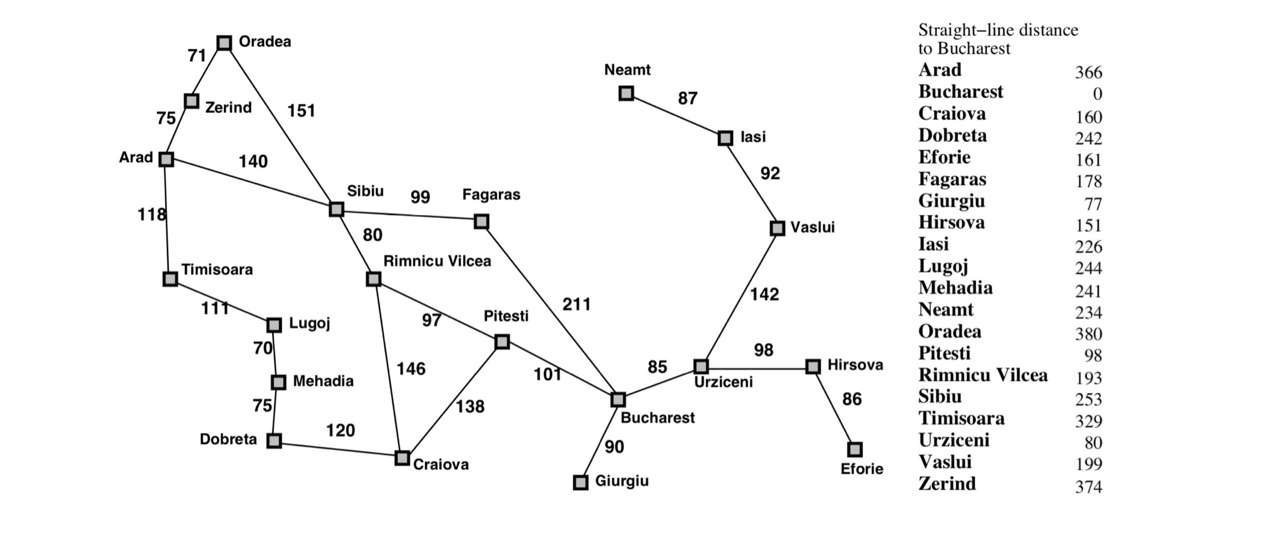 Oradea
71
Neamt
87
Zerind
151
75
Iasi
Arad
140
92
Sibiu
99
Fagaras
118
80
Vaslui
Rimnicu Vilcea
Timisoara
142
111
211
Lugoj
97
Pitesti
70
98
Hirsova
146
101
85
Mehadia
Urziceni
75
138
86
Bucharest
120
Dobreta
90
Craiova
Eforie
Giurgiu
Straight–line distance
to Bucharest
Arad 366
Bucharest 0
Craiova 160
Dobreta 242
Eforie 161
Fagaras 178
Giurgiu 77
Hirsova 151
Iasi 226
Lugoj 244
Mehadia 241
Neamt 234
Oradea 380
Pitesti 98
Rimnicu Vilcea 193
Sibiu 253
Timisoara 329
Urziceni 80
Vaslui 199
Zerind 374